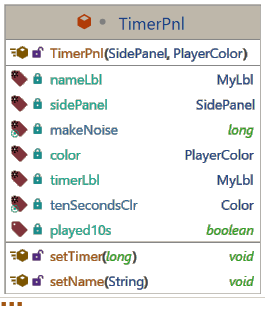 TimerPnl
TimerPnl(SidePanel, PlayerColor)
nameLbl MyLbl
sidePanel SidePanel
makeNoise long
color PlayerColor
timerLbl MyLbl
tenSecondsClr Color
played10s boolean
setTimer(long) void
setName(String) void